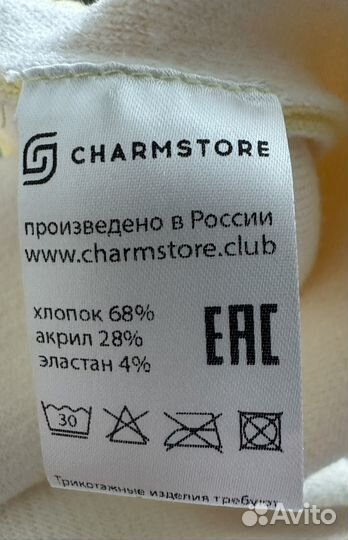 CHARMSTORE
произведено в России
www.charmstore.club
хлопок 68%
акрил 28%
эластан 4%
EAC
30
Трикотажные изделия требуют
Avito